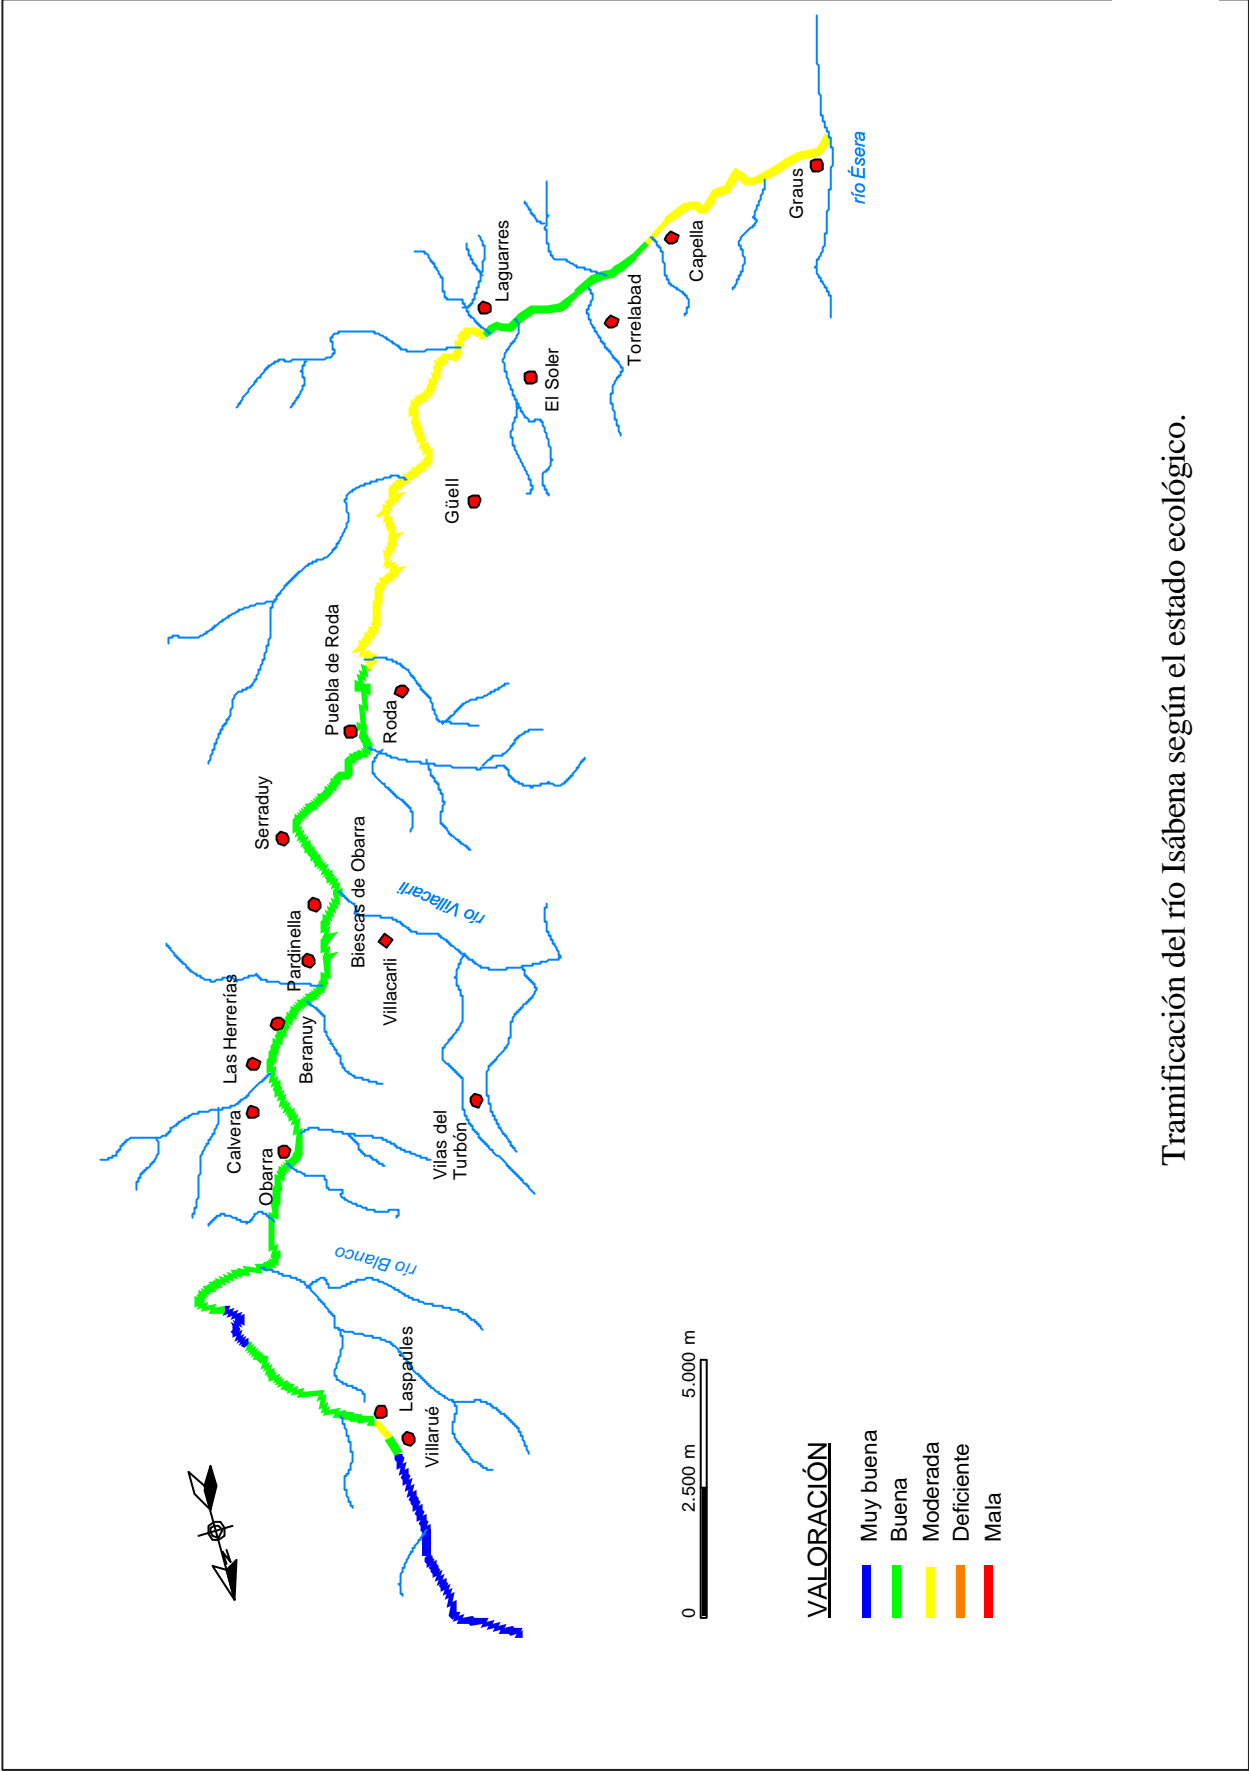 Villarué
Laspaúles
río Blanco
Obarra
Calvera
Las Herrerías
Beranuy
Pardinella
Biescas de Obarra
Villacarli
río Villacarli
Vilas del
Turbón
Serraduy
Puebla de Roda
Roda
Güell
El Soler
Laguarres
Torrelabad
Capella
Graus
río Ésera
N
0
2.500 m
5.000 m
VALORACIÓN
Muy buena
Buena
Moderada
Deficiente
Mala
Tramificación del río Isábena según el estado ecológico.